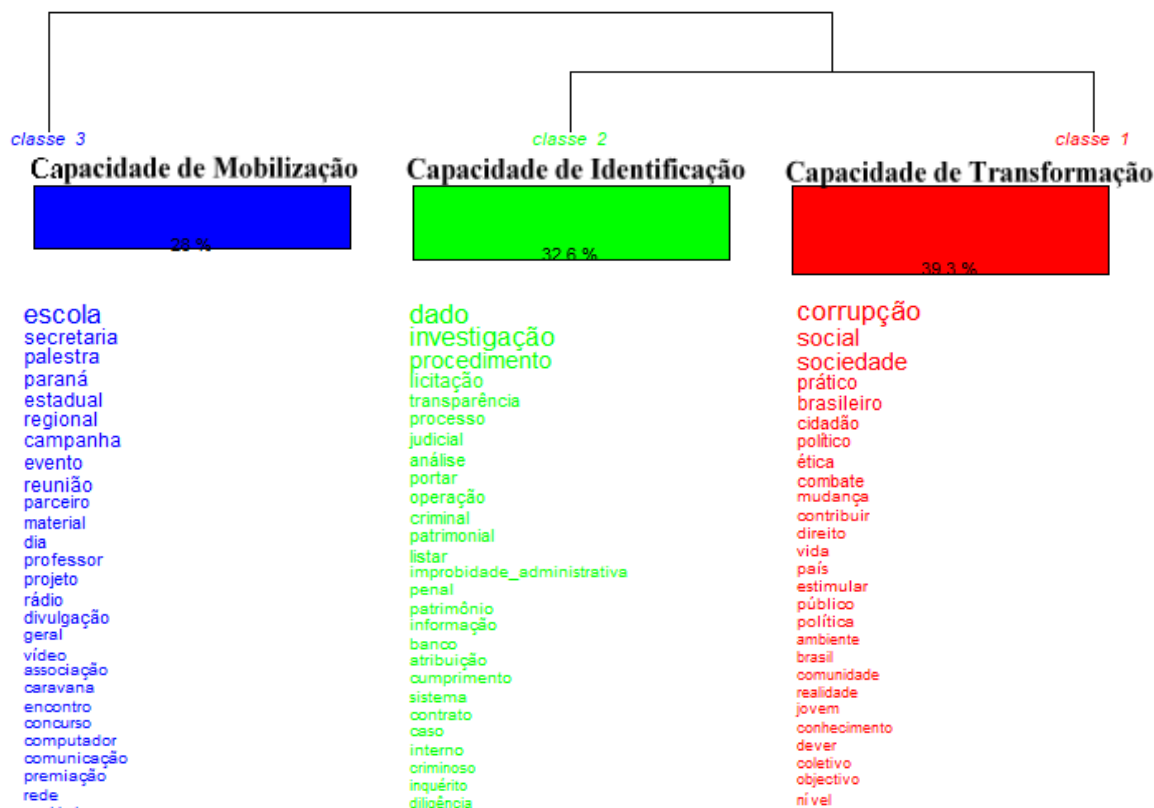 classe 3
classe 2
classe 1
Capacidade de Mobilização
Capacidade de Identificação
Capacidade de Transformação
28 %
32.6 %
39.3 %
escola
secretaria
palestra
paraná
estadual
regional
campanha
evento
reunião
parceiro
material
dia
professor
projeto
rádio
divulgação
geral
vídeo
associação
caravana
encontro
concurso
computador
comunicação
premiação
rede
dado
investigação
procedimento
licitação
transparência
processo
judicial
análise
portar
operação
criminal
patrimonial
listar
improbidade_administrativa
penal
patrimônio
informação
banco
atribuição
cumprimento
sistema
contrato
caso
interno
criminoso
inquérito
diligência
corrupção
social
sociedade
prático
brasileiro
cidadão
político
ética
combate
mudança
contribuir
direito
vida
país
estimular
público
política
ambiente
brasil
comunidade
realidade
jovem
conhecimento
dever
coletivo
objectivo
nível